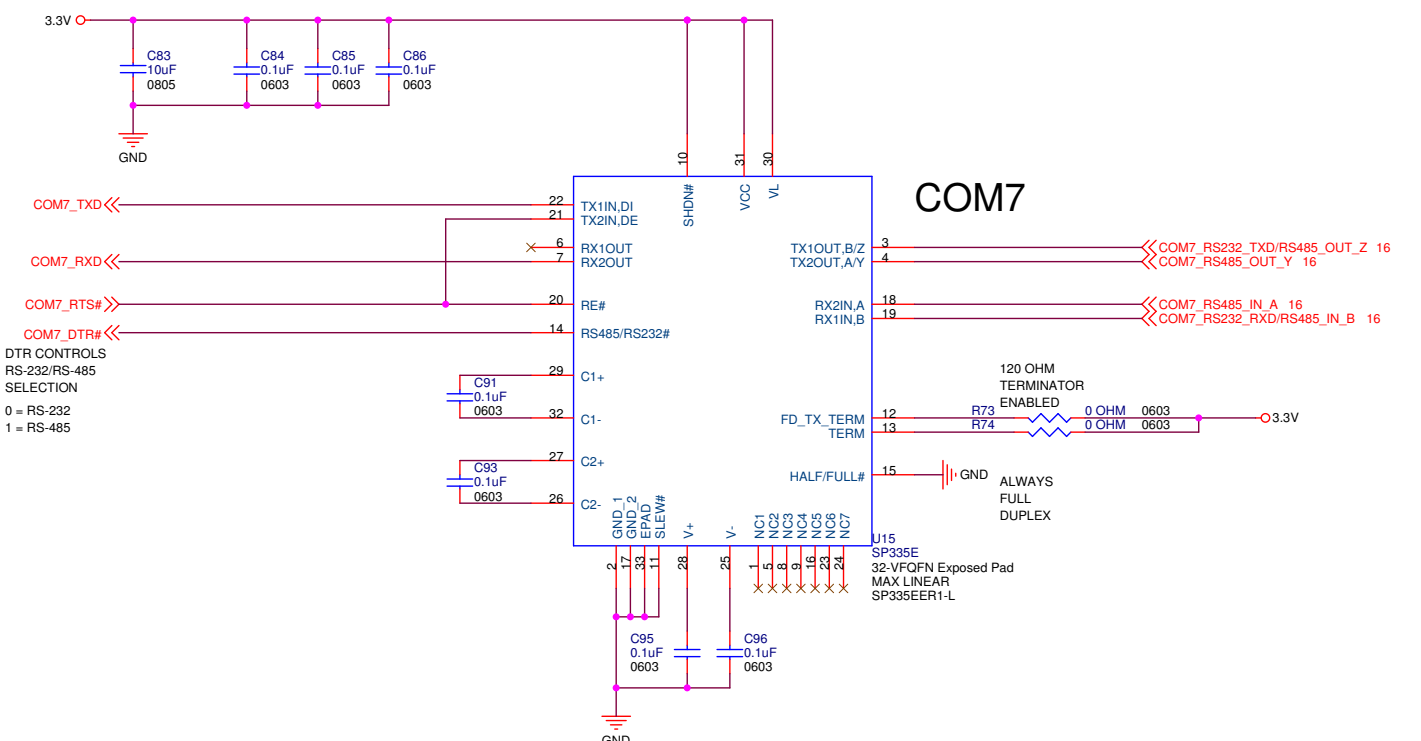 3.3V
C83
10uF
0805
C84
0.1uF
0603
C85
0.1uF
0603
C86
0.1uF
0603
GND
COM7
10
31
30
SHDN#
VCC
VL
COM7_TXD
22
TX1IN,DI
21
TX2IN,DE
6
RX1OUT
COM7_RXD
7
RX2OUT
COM7_RTS#
20
RE#
COM7_DTR#
14
RS485/RS232#
DTR CONTROLS
RS-232/RS-485
SELECTION
0 = RS-232
1 = RS-485
29
C1+
C91
0.1uF
0603
32
C1-
27
C2+
C93
0.1uF
0603
26
C2-
TX1OUT,B/Z
3
COM7_RS232_TXD/RS485_OUT_Z 16
TX2OUT,A/Y
4
COM7_RS485_OUT_Y 16
RX2IN,A
18
COM7_RS485_IN_A 16
RX1IN,B
19
COM7_RS232_RXD/RS485_IN_B 16
120 OHM
TERMINATOR
ENABLED
FD_TX_TERM
12
R73
0 OHM 0603
3.3V
TERM
13
R74
0 OHM 0603
HALF/FULL#
15
GND
ALWAYS
FULL
DUPLEX
GND_1
GND_2
EPAD
SLEW#
V+
V-
NC1
NC2
NC3
NC4
NC5
NC6
NC7
2
17
33
11
28
25
1
5
8
9
16
23
24
U15
SP335E
32-VFQFN Exposed Pad
MAX LINEAR
SP335EER1-L
C95
0.1uF
0603
C96
0.1uF
0603
GND